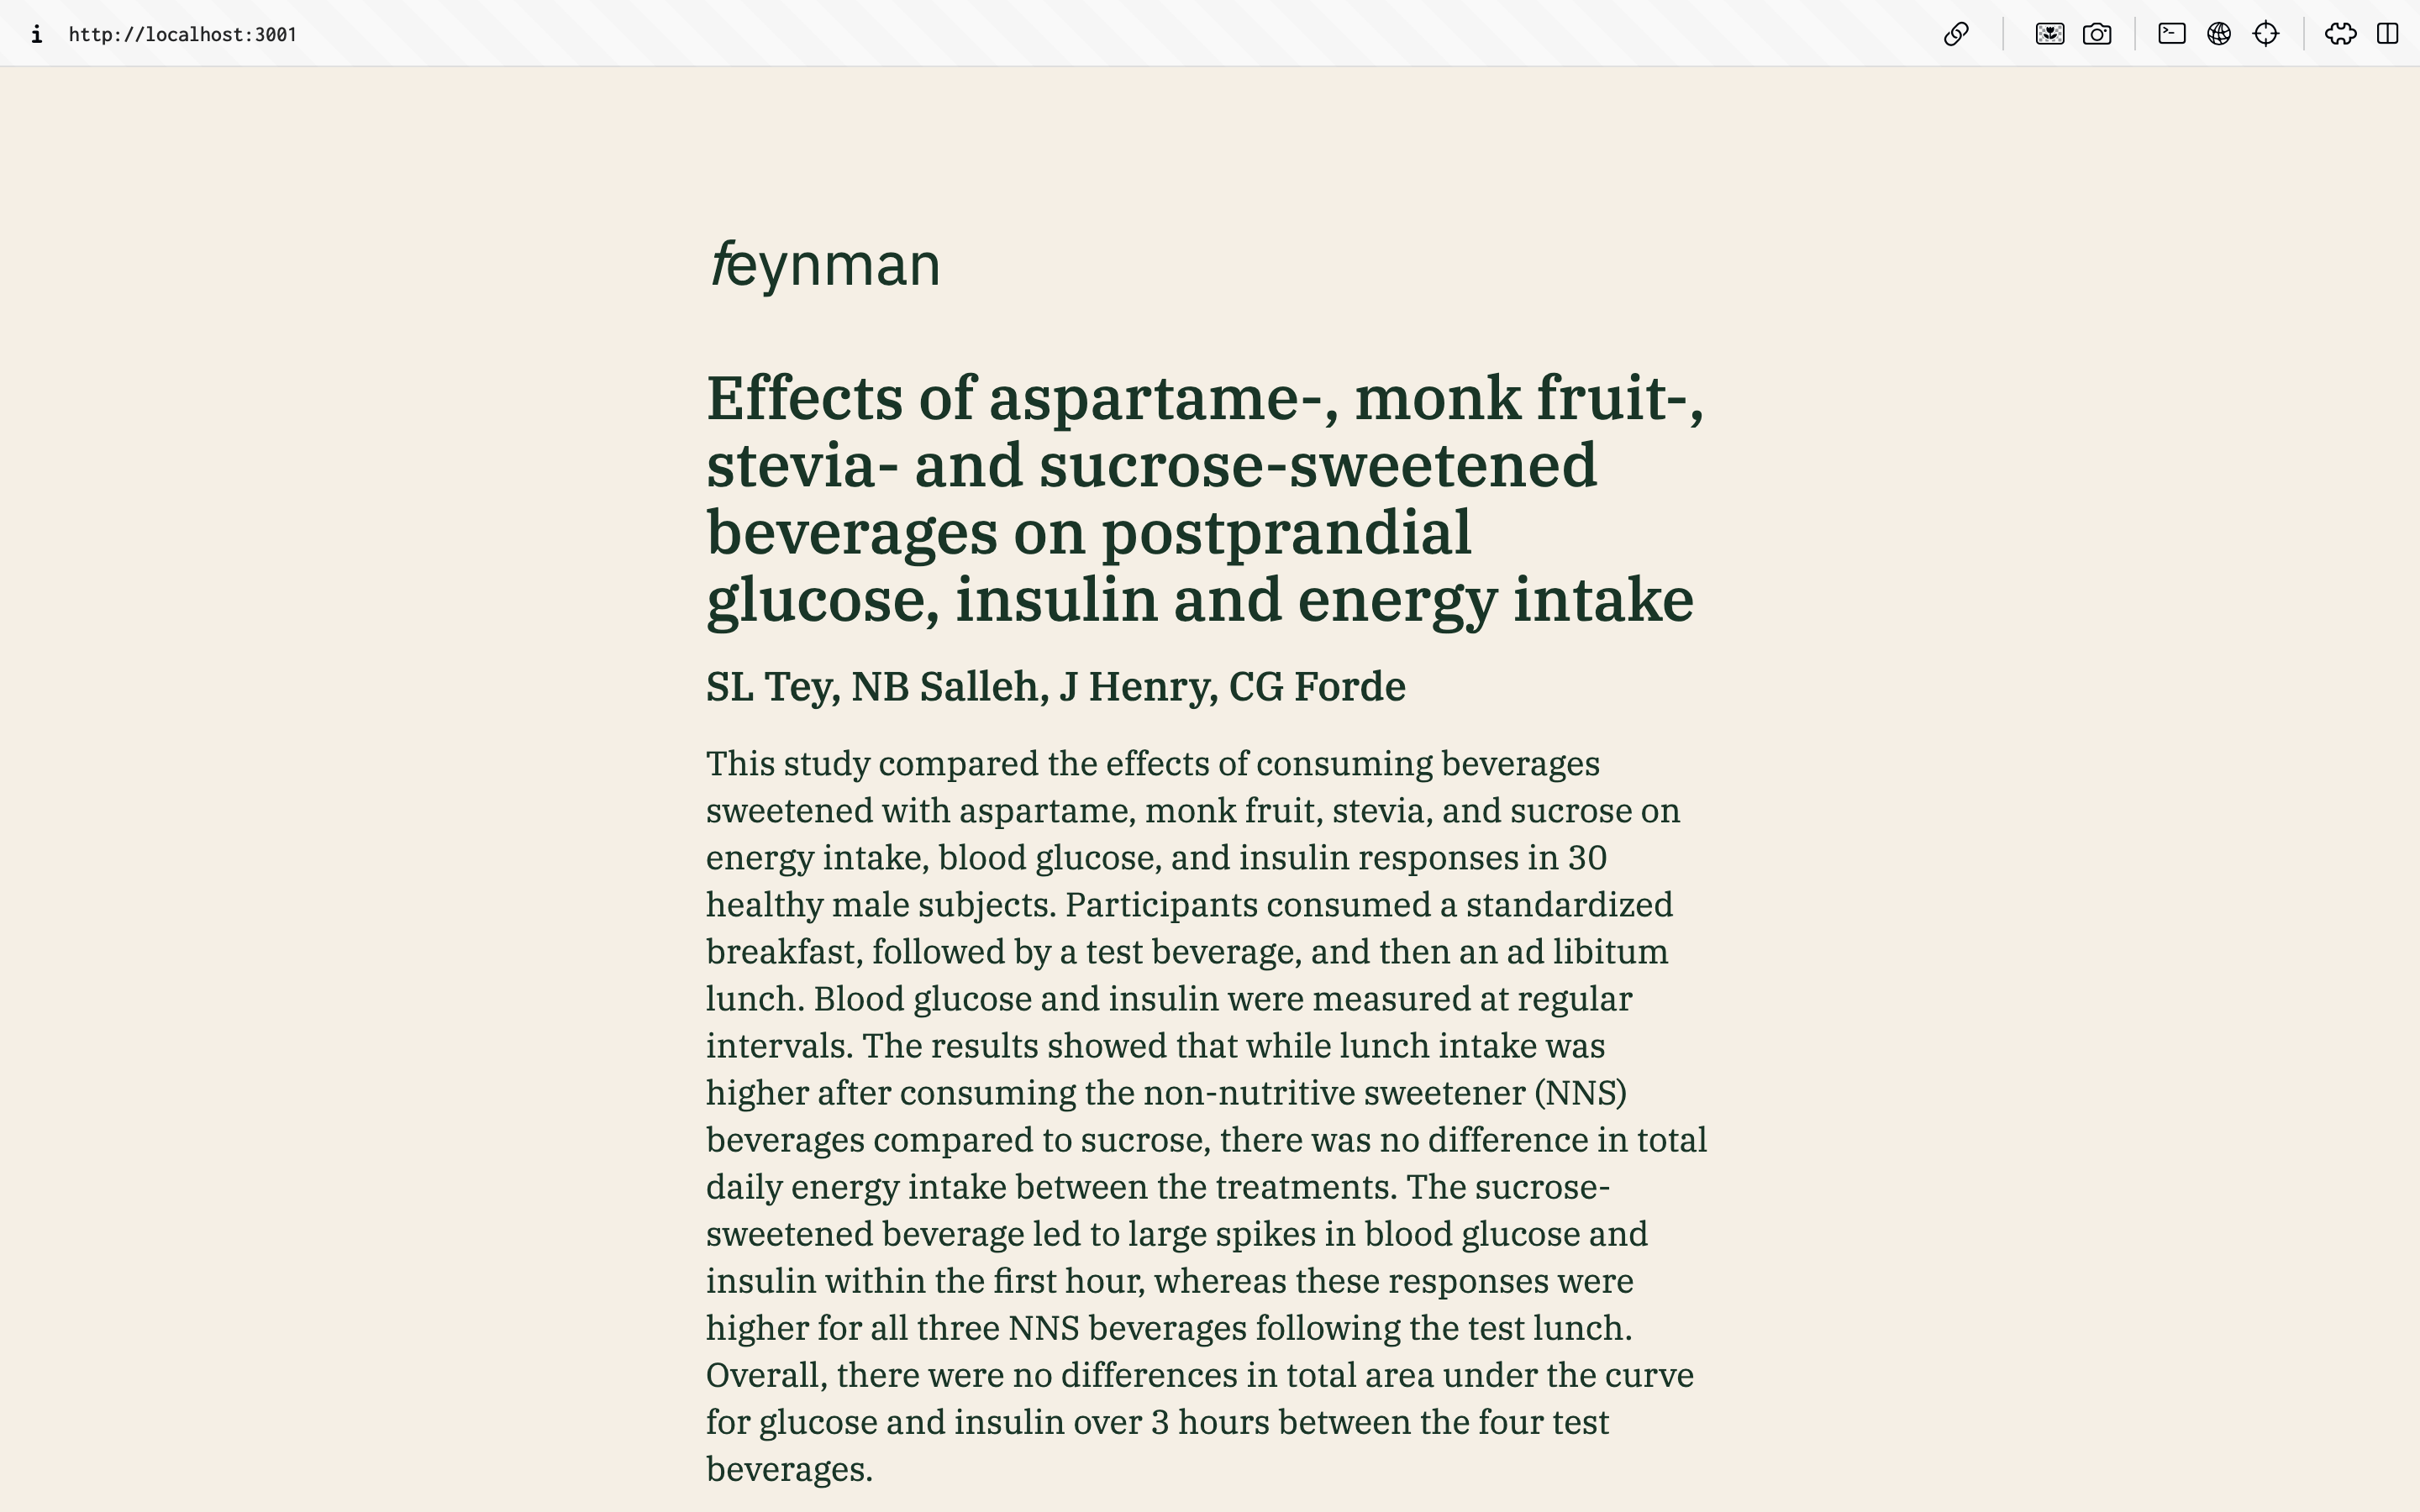 i http://localhost:3001
feynman
Effects of aspartame-, monk fruit-,
stevia- and sucrose-sweetened
beverages on postprandial
glucose, insulin and energy intake
SL Tey, NB Salleh, J Henry, CG Forde
This study compared the effects of consuming beverages
sweetened with aspartame, monk fruit, stevia, and sucrose on
energy intake, blood glucose, and insulin responses in 30
healthy male subjects. Participants consumed a standardized
breakfast, followed by a test beverage, and then an ad libitum
lunch. Blood glucose and insulin were measured at regular
intervals. The results showed that while lunch intake was
higher after consuming the non-nutritive sweetener (NNS)
beverages compared to sucrose, there was no difference in total
daily energy intake between the treatments. The sucrose-
sweetened beverage led to large spikes in blood glucose and
insulin within the first hour, whereas these responses were
higher for all three NNS beverages following the test lunch.
Overall, there were no differences in total area under the curve
for glucose and insulin over 3 hours between the four test
beverages.